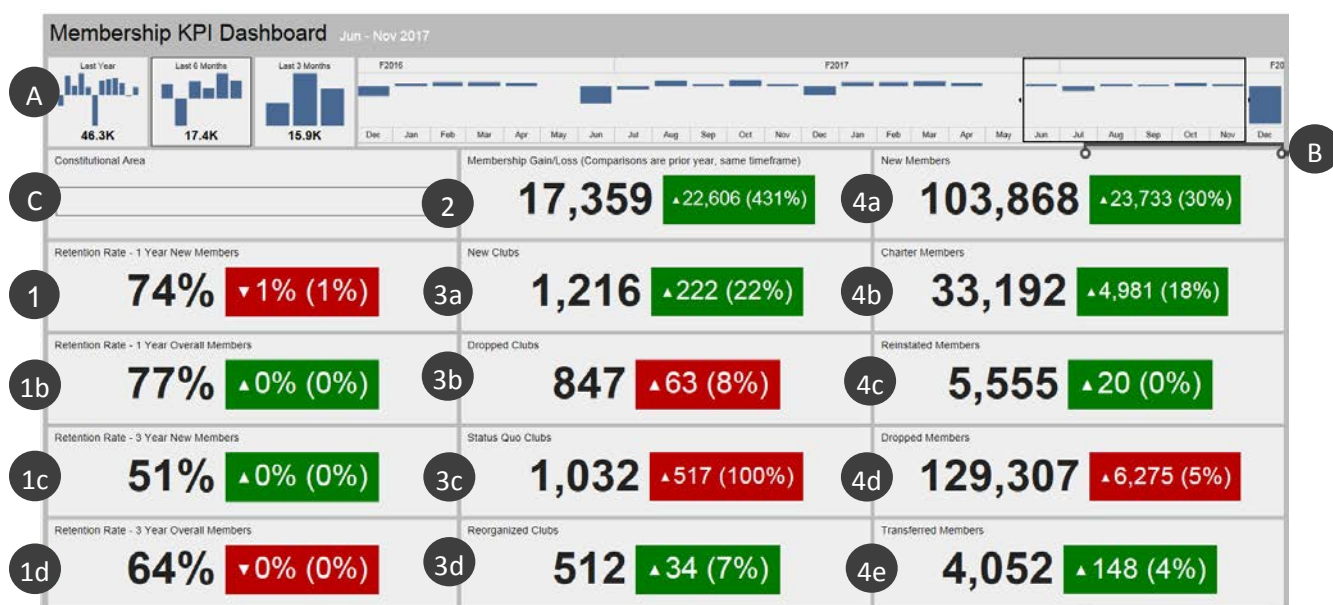 Membership KPI Dashboard Jun - Nov 2017
A
Last Year
46.3K
Last 6 Months
17.4K
Last 3 Months
15.9K
F2016 F2017 F20
Dec Jan Feb Mar Apr May Jun Jul Aug Sep Oct Nov Dec Jan Feb Mar Apr May Jun Jul Aug Sep Oct Nov Dec
B
C
Constitutional Area
2
Membership Gain/Loss (Comparisons are prior year, same timeframe)
17,359 ▲22,606 (431%)
4a
New Members
103,868 ▲23,733 (30%)
1
Retention Rate - 1 Year New Members
74% ▼1% (1%)
3a
New Clubs
1,216 ▲222 (22%)
4b
Charter Members
33,192 ▲4,981 (18%)
1b
Retention Rate - 1 Year Overall Members
77% ▲0% (0%)
3b
Dropped Clubs
847 ▲63 (8%)
4c
Reinstated Members
5,555 ▲20 (0%)
1c
Retention Rate - 3 Year New Members
51% ▲0% (0%)
3c
Status Quo Clubs
1,032 ▲517 (100%)
4d
Dropped Members
129,307 ▲6,275 (5%)
1d
Retention Rate - 3 Year Overall Members
64% ▼0% (0%)
3d
Reorganized Clubs
512 ▲34 (7%)
4e
Transferred Members
4,052 ▲148 (4%)